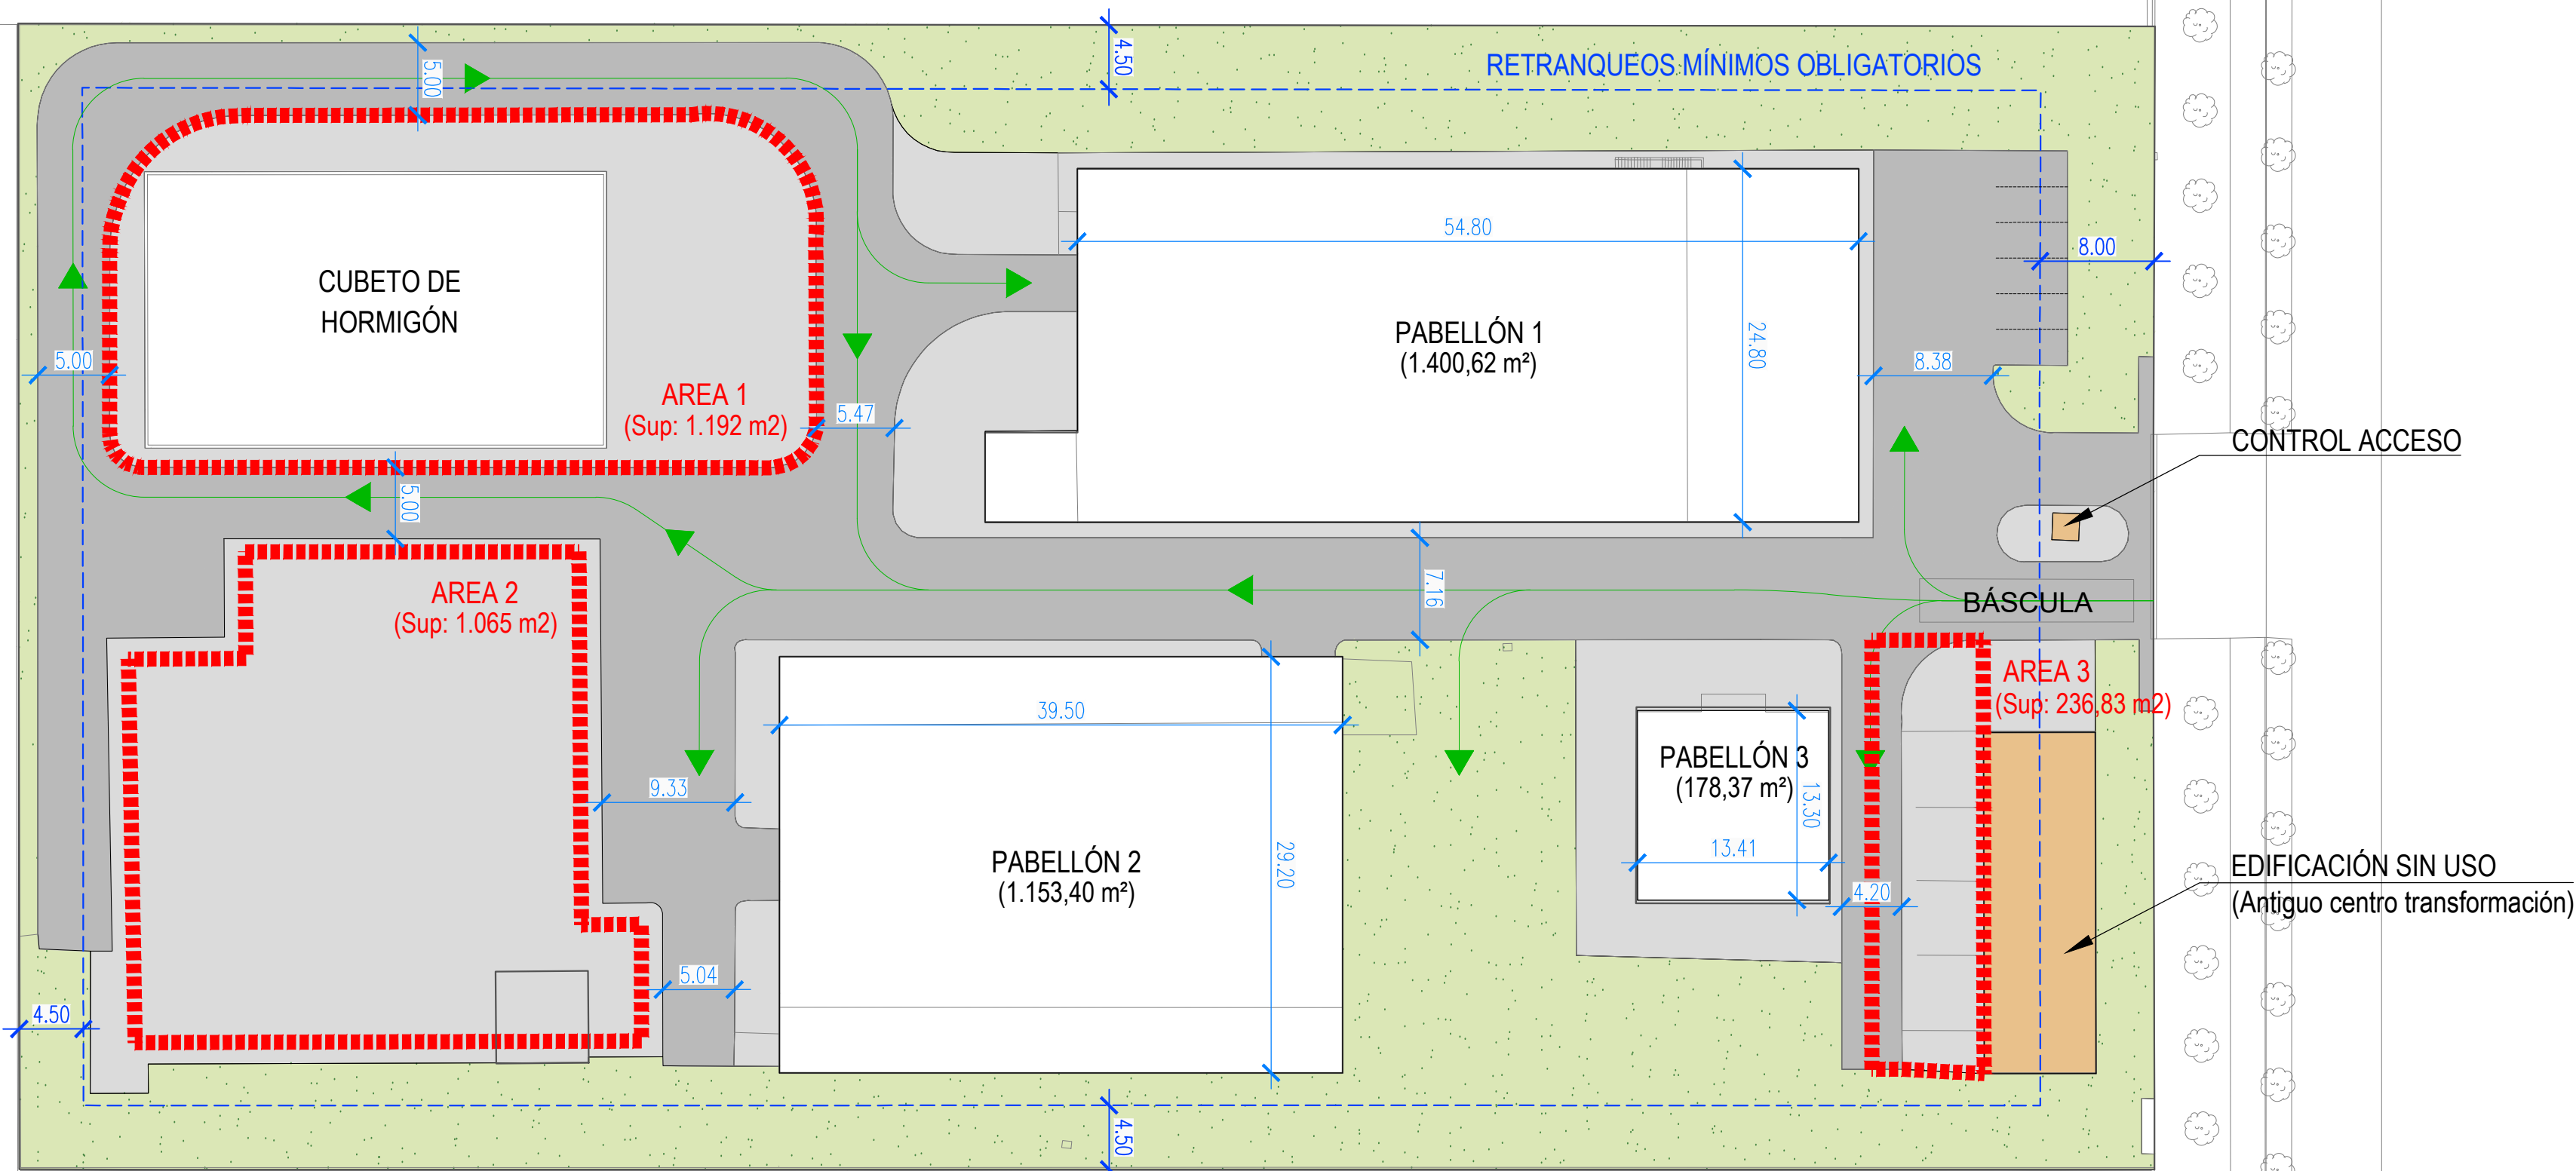 4.50
RETRANQUEOS MÍNIMOS OBLIGATORIOS
5.00
54.80
8.00
CUBETO DE
HORMIGÓN
PABELLÓN 1
(1.400,62 m²)
24.80
5.00
8.38
AREA 1
(Sup: 1.192 m2)
5.47
CONTROL ACCESO
5.00
7.16
AREA 2
(Sup: 1.065 m2)
BÁSCULA
AREA 3
(Sup: 236,83 m2)
39.50
PABELLÓN 3
(178,37 m²)
13.30
9.33
13.41
PABELLÓN 2
(1.153,40 m²)
29.20
4.20
EDIFICACIÓN SIN USO
(Antiguo centro transformación)
5.04
4.50
4.50